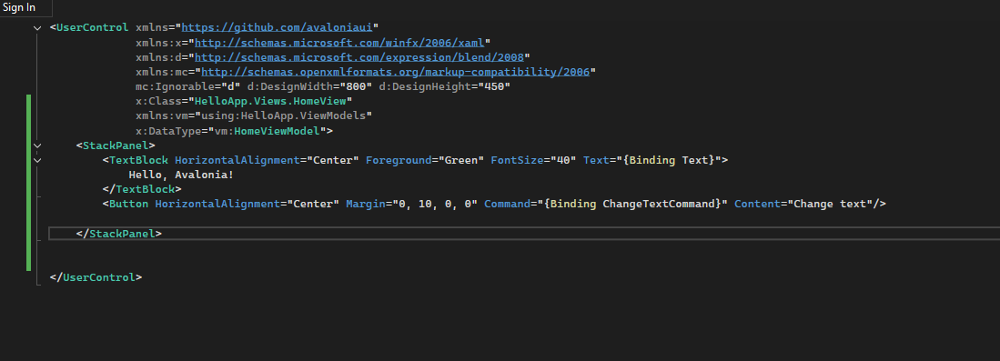 Sign In
<UserControl xmlns="https://github.com/avaloniaui"
xmlns:x="http://schemas.microsoft.com/winfx/2006/xaml"
xmlns:d="http://schemas.microsoft.com/expression/blend/2008"
xmlns:mc="http://schemas.openxmlformats.org/markup-compatibility/2006"
mc:Ignorable="d" d:DesignWidth="800" d:DesignHeight="450"
x:Class="HelloApp.Views.HomeView"
xmlns:vm="using:HelloApp.ViewModels"
x:DataType="vm:HomeViewModel">
<StackPanel>
<TextBlock HorizontalAlignment="Center" Foreground="Green" FontSize="40" Text="{Binding Text}">
Hello, Avalonia!
</TextBlock>
<Button HorizontalAlignment="Center" Margin="0, 10, 0, 0" Command="{Binding ChangeTextCommand}" Content="Change text"/>
</StackPanel>
</UserControl>